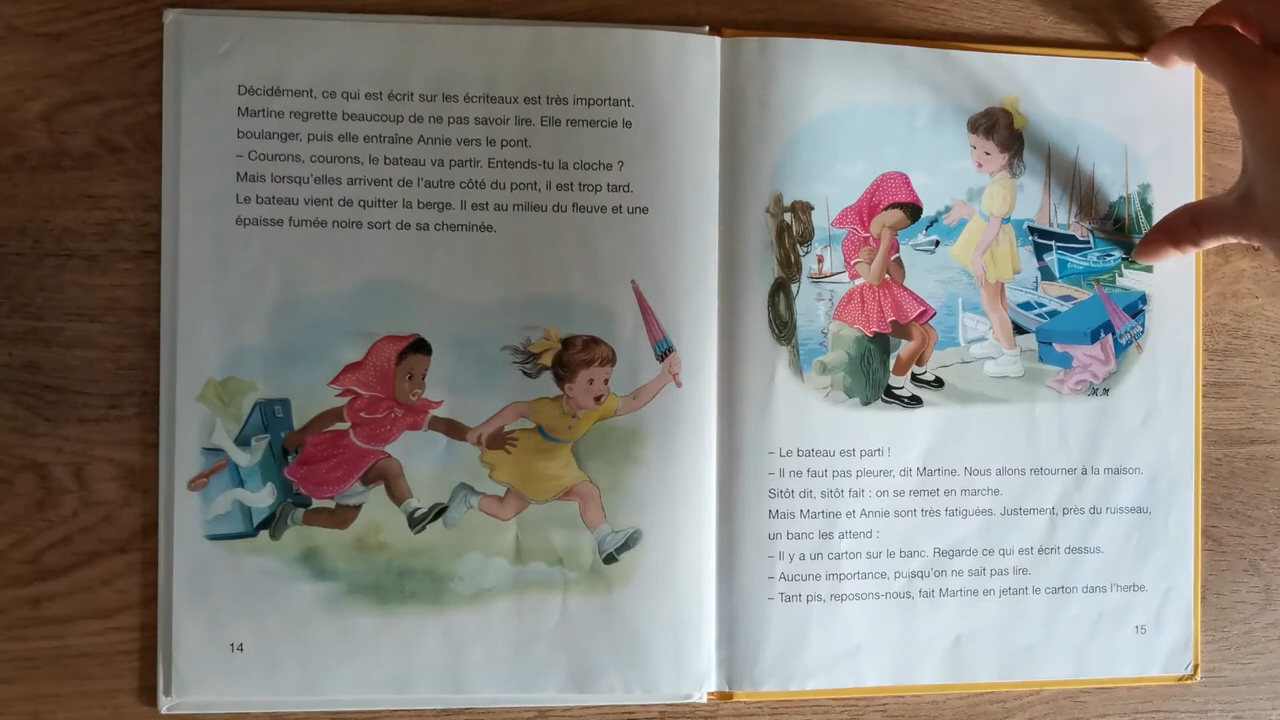 Décidément, ce qui est écrit sur les écriteaux est très important.
Martine regrette beaucoup de ne pas savoir lire. Elle remercie le
boulanger, puis elle entraîne Annie vers le pont.
– Courons, courons, le bateau va partir. Entends-tu la cloche ?
Mais lorsqu'elles arrivent de l'autre côté du pont, il est trop tard.
Le bateau vient de quitter la berge. Il est au milieu du fleuve et une
épaisse fumée noire sort de sa cheminée.
14
M.M
– Le bateau est parti !
– Il ne faut pas pleurer, dit Martine. Nous allons retourner à la maison.
Sitôt dit, sitôt fait : on se remet en marche.
Mais Martine et Annie sont très fatiguées. Justement, près du ruisseau,
un banc les attend :
– Il y a un carton sur le banc. Regarde ce qui est écrit dessus.
– Aucune importance, puisqu'on ne sait pas lire.
– Tant pis, reposons-nous, fait Martine en jetant le carton dans l'herbe.
15